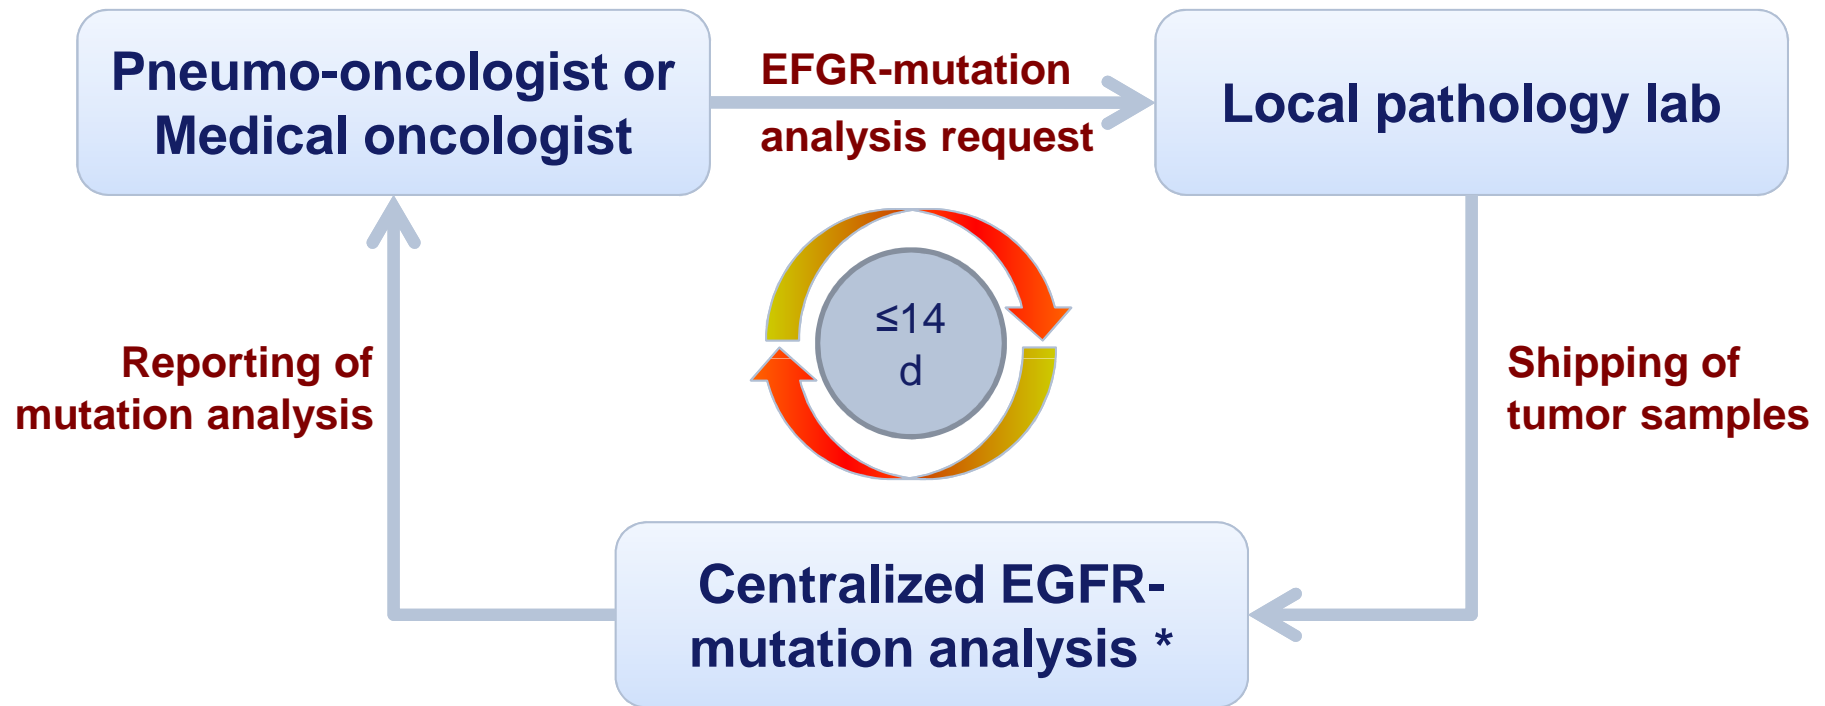 Pneumo-oncologist or
Medical oncologist
EFGR-mutation
analysis request
Local pathology lab
≤14
d
Reporting of
mutation analysis
Shipping of
tumor samples
Centralized EGFR-
mutation analysis *